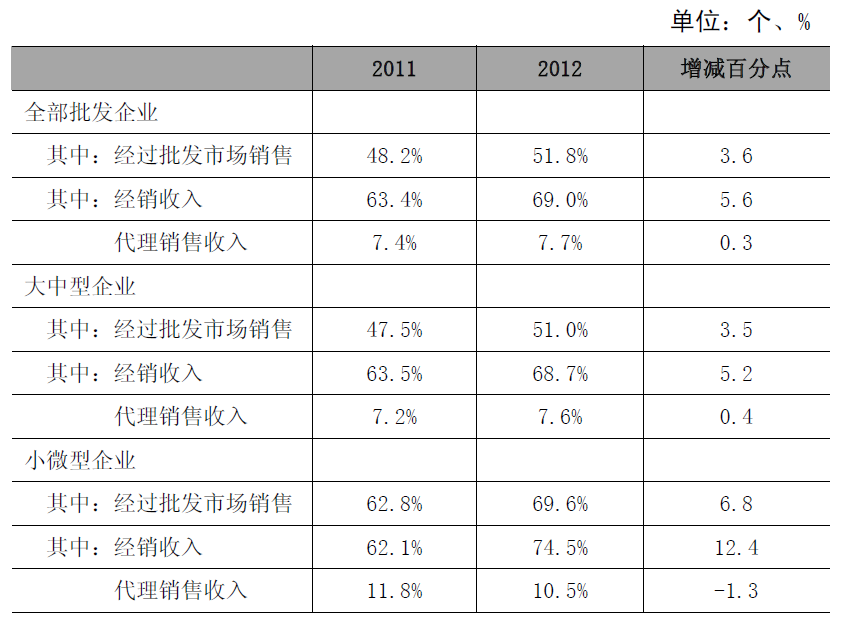 单位：个、%
2011 2012 增减百分点
全部批发企业
其中：经过批发市场销售 48.2% 51.8% 3.6
其中：经销收入 63.4% 69.0% 5.6
代理销售收入 7.4% 7.7% 0.3
大中型企业
其中：经过批发市场销售 47.5% 51.0% 3.5
其中：经销收入 63.5% 68.7% 5.2
代理销售收入 7.2% 7.6% 0.4
小微型企业
其中：经过批发市场销售 62.8% 69.6% 6.8
其中：经销收入 62.1% 74.5% 12.4
代理销售收入 11.8% 10.5% -1.3